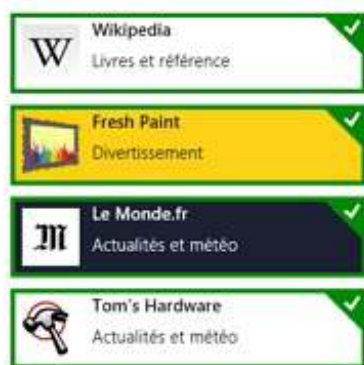 W
Wikipedia
Livres et référence
Fresh Paint
Divertissement
M
Le Monde.fr
Actualités et météo
Tom's Hardware
Actualités et météo